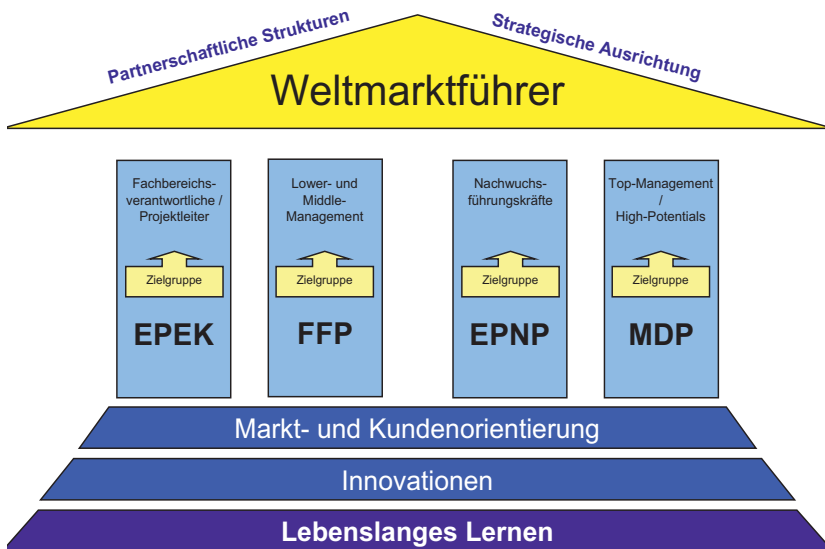 Partnerschaftliche Strukturen
Strategische Ausrichtung
Weltmarktführer
Fachbereichs-
verantwortliche /
Projektleiter
Zielgruppe
EPEK
Lower- und
Middle-
Management
Zielgruppe
FFP
Nachwuchs-
führungskräfte
Zielgruppe
EPNP
Top-Management
/
High-Potentials
Zielgruppe
MDP
Markt- und Kundenorientierung
Innovationen
Lebenslanges Lernen